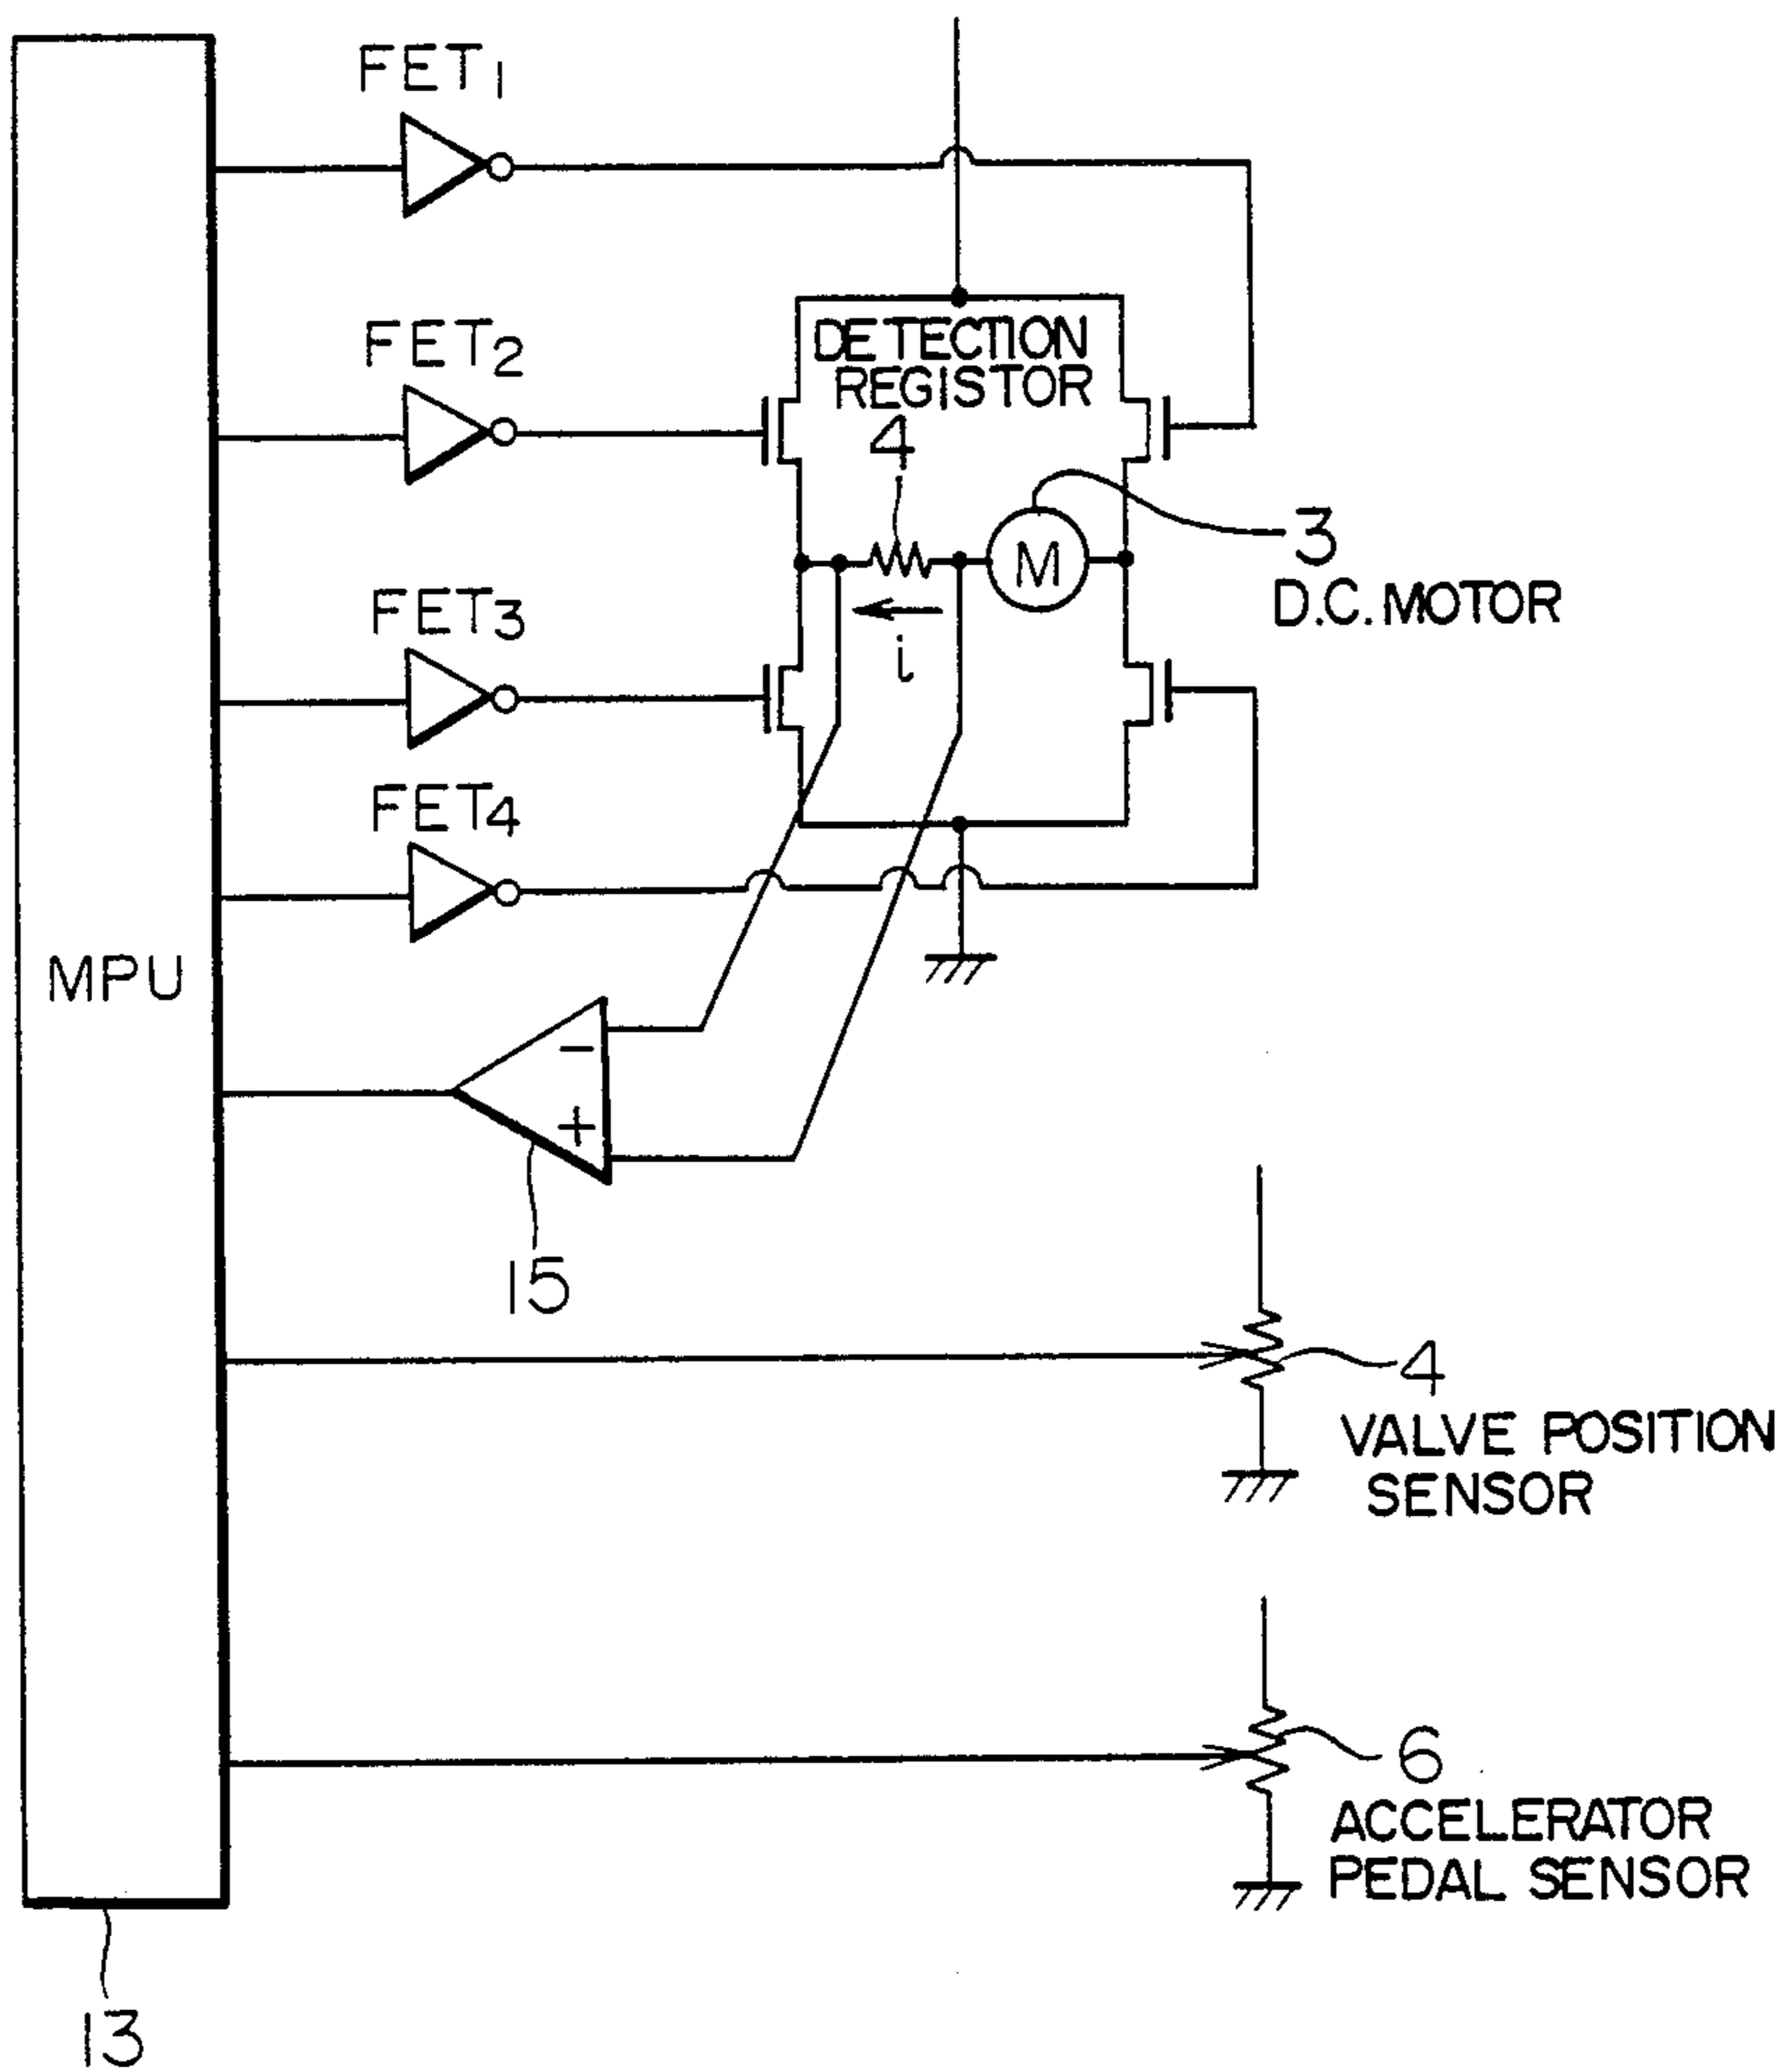 FET1
FET2
DETECTION
REGISTOR
4
M
3
D.C. MOTOR
i
FET3
FET4
MPU
−
+
15
4
VALVE POSITION
SENSOR
6
ACCELERATOR
PEDAL SENSOR
13